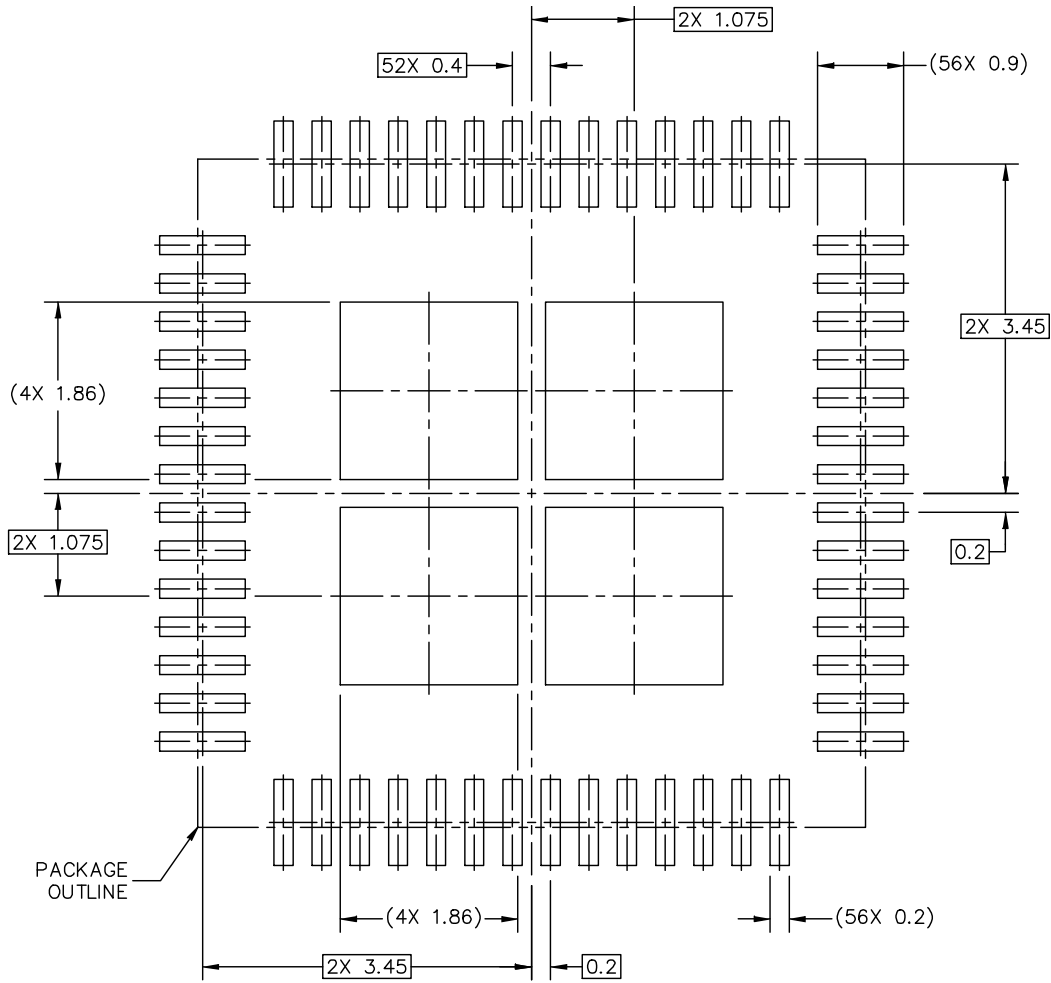 2X 1.075
52X 0.4
(56X 0.9)
2X 3.45
(4X 1.86)
2X 1.075
0.2
PACKAGE
OUTLINE
(4X 1.86)
(56X 0.2)
2X 3.45
0.2